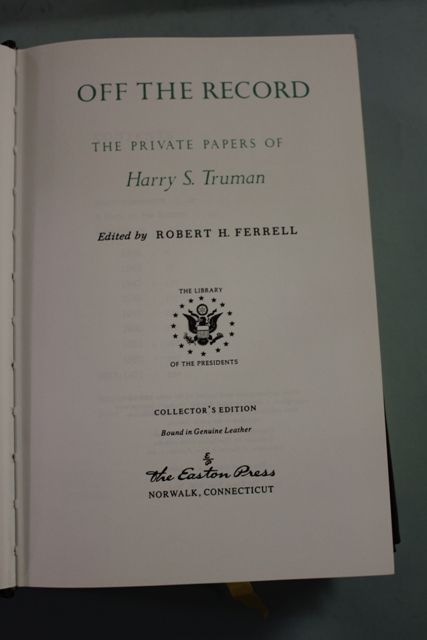 OFF THE RECORD
THE PRIVATE PAPERS OF
Harry S. Truman
Edited by ROBERT H. FERRELL
THE LIBRARY
OF THE PRESIDENTS
COLLECTOR'S EDITION
Bound in Genuine Leather
The Easton Press
NORWALK, CONNECTICUT